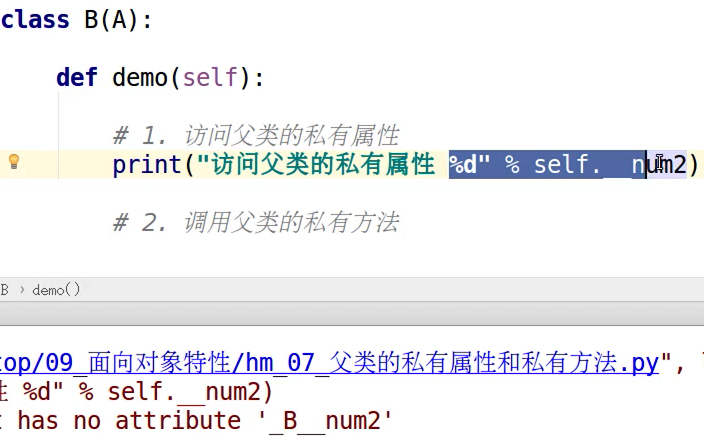 class B(A):
def demo(self):
# 1. 访问父类的私有属性
print("访问父类的私有属性 %d" % self.__num2)
# 2. 调用父类的私有方法
B › demo()
top/09_面向对象特性/hm_07_父类的私有属性和私有方法.py",
性 %d" % self.__num2)
t has no attribute '_B__num2'